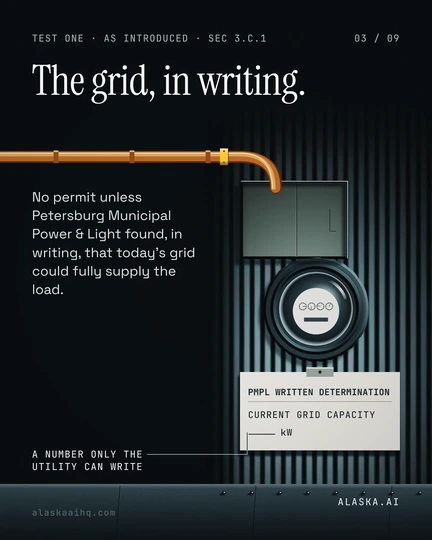 TEST ONE · AS INTRODUCED · SEC 3.C.1
03 / 09
The grid, in writing.
No permit unless
Petersburg Municipal
Power & Light found, in
writing, that today's grid
could fully supply the
load.
PMPL WRITTEN DETERMINATION
CURRENT GRID CAPACITY
kW
A NUMBER ONLY THE
UTILITY CAN WRITE
ALASKA.AI
alaskaaihq.com